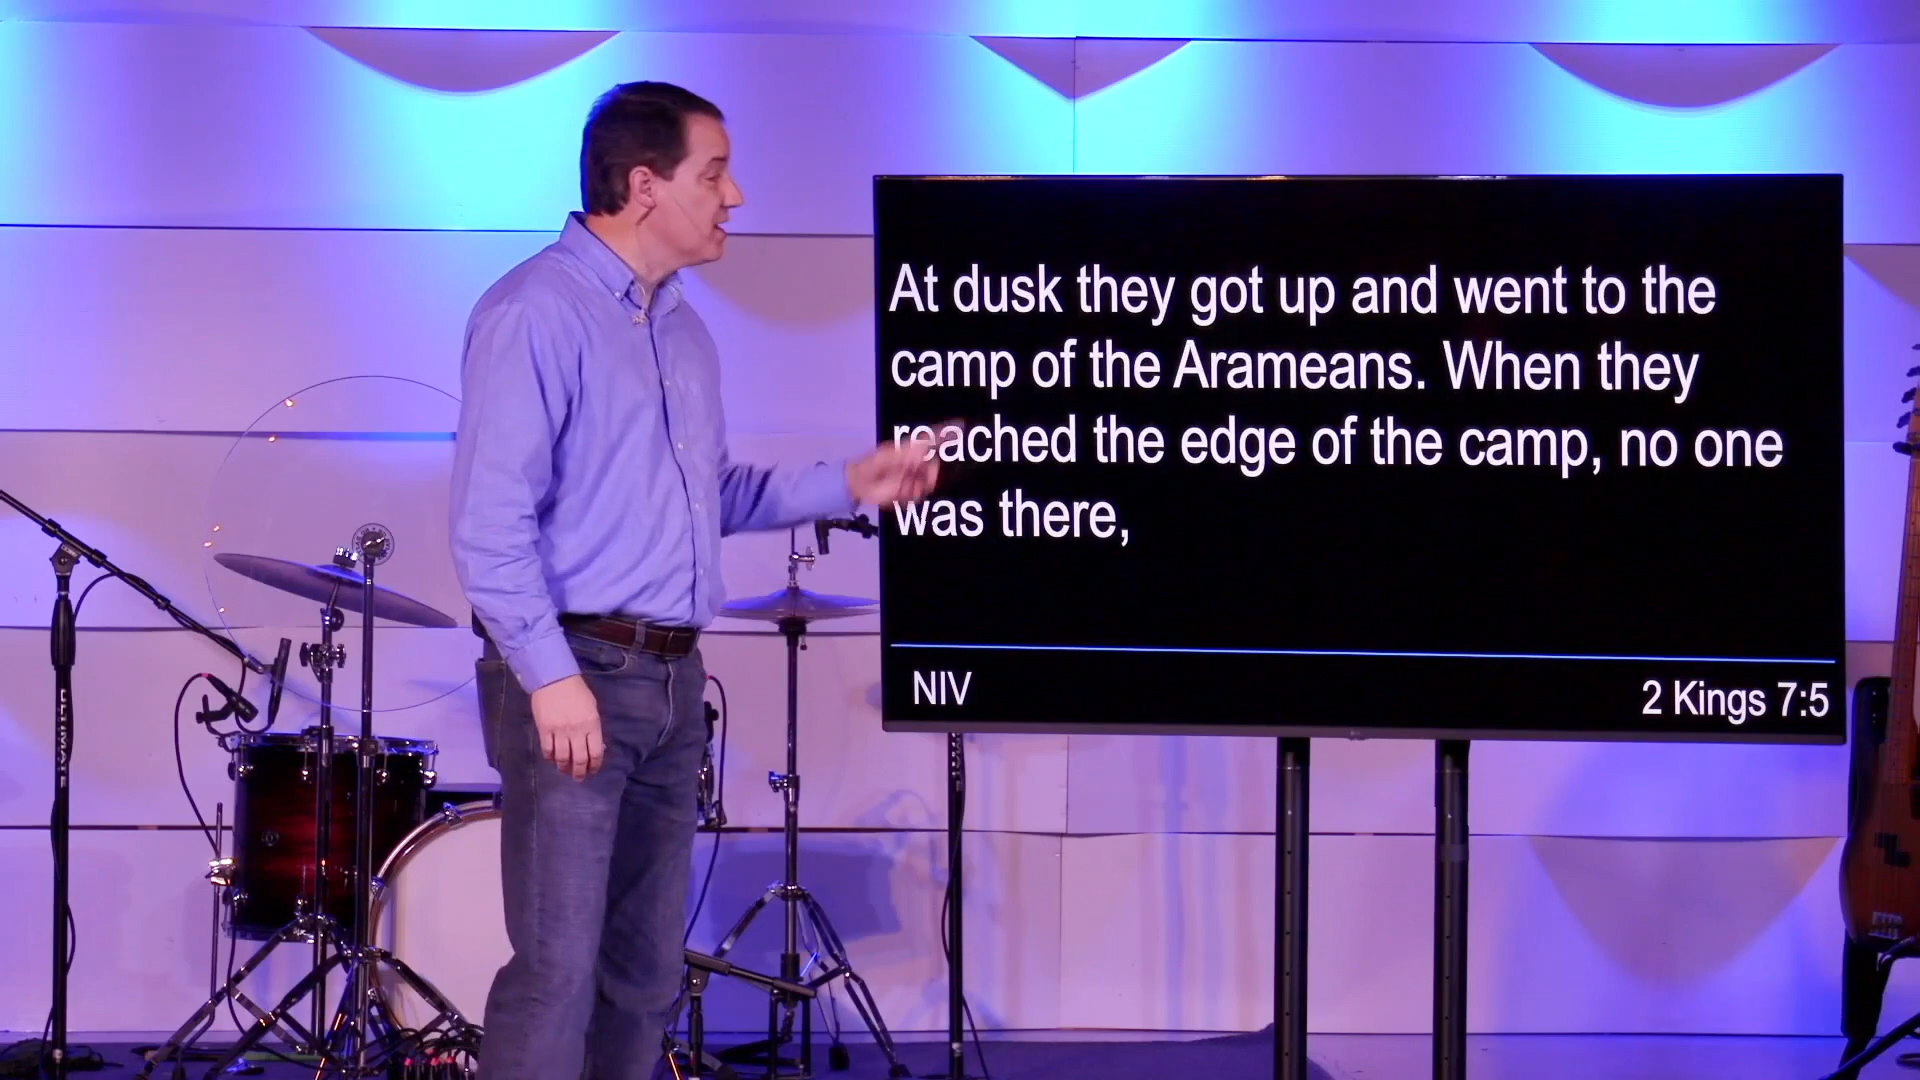 At dusk they got up and went to the
camp of the Arameans. When they
reached the edge of the camp, no one
was there,
NIV
2 Kings 7:5
ULTIMATE